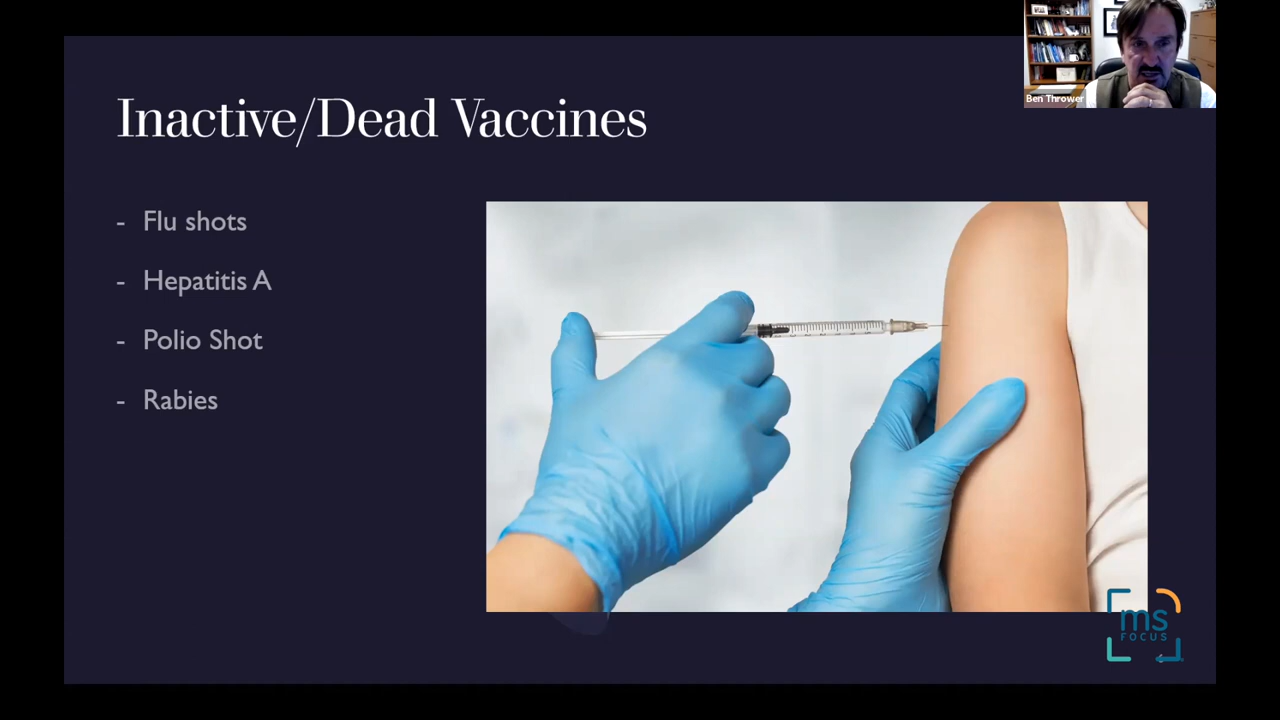 Ben Thrower
Inactive/Dead Vaccines
- Flu shots
- Hepatitis A
- Polio Shot
- Rabies
ms
FOCUS